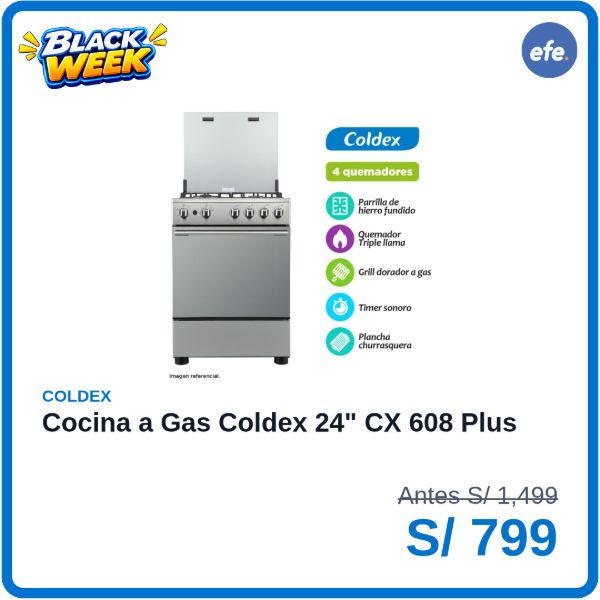 BLACK
WEEK
efe.
Coldex
4 quemadores
Parrilla de
hierro fundido
Quemador
Triple llama
Grill dorador a gas
Timer sonoro
Plancha
churrasquera
Imagen referencial.
COLDEX
Cocina a Gas Coldex 24" CX 608 Plus
Antes S/ 1,499
S/ 799